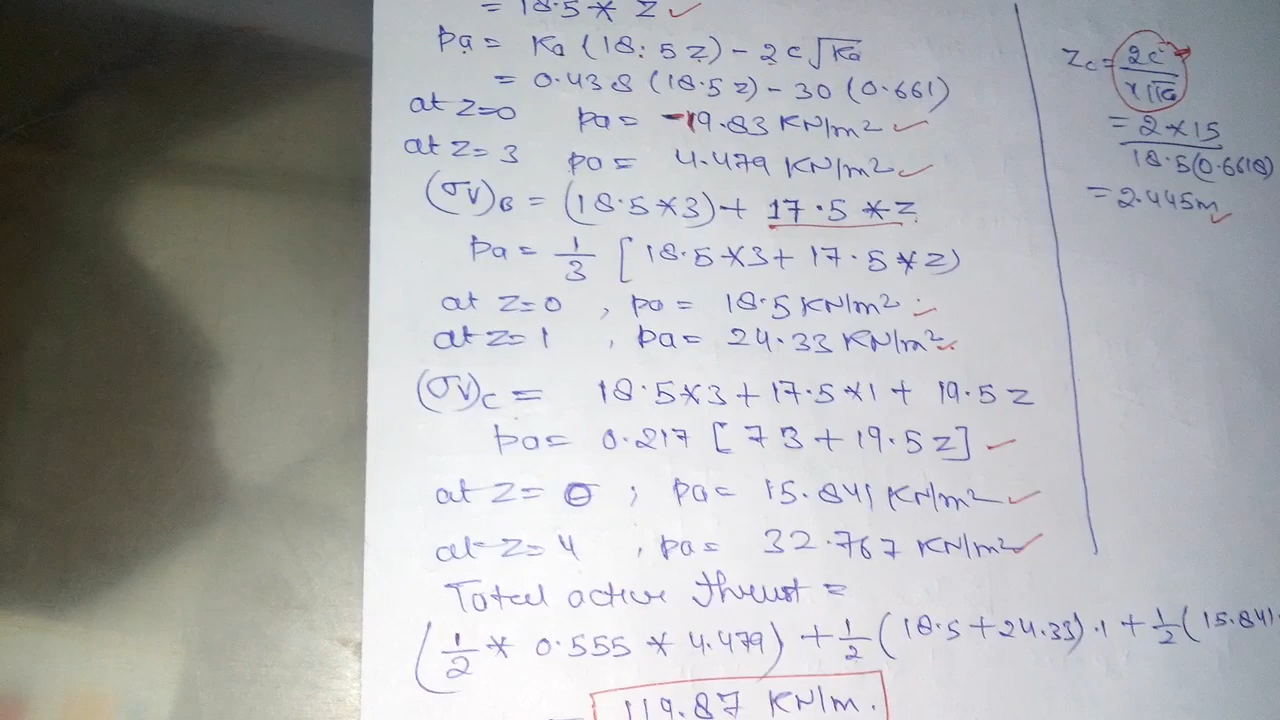 = 18.5 * Z ✓
pa = Ka (18.5z) - 2c√Ka
= 0.438 (18.5z) - 30 (0.661)
at z=0 pa = -19.83 KN/m² ✓
at z=3 pa = 4.479 KN/m² ✓
(σv)B = (18.5*3) + 17.5 * z
pa = 1/3 [18.5*3 + 17.5*z)
at z=0 , pa = 18.5 KN/m² ✓
at z=1 , pa = 24.33 KN/m² ✓
(σv)c = 18.5*3 + 17.5*1 + 19.5 z
pa = 0.217 [73 + 19.5z] ✓
at z = 0 ; pa = 15.841 KN/m² ✓
at z=4 , pa = 32.767 KN/m² ✓
Total active thrust =
(1/2 * 0.555 * 4.479) + 1/2 (18.5 + 24.33).1 + 1/2 (15.841
= 119.87 KN/m.
Zc = 2c/γ√Ka
= 2*15/18.5(0.6618)
= 2.445m ✓